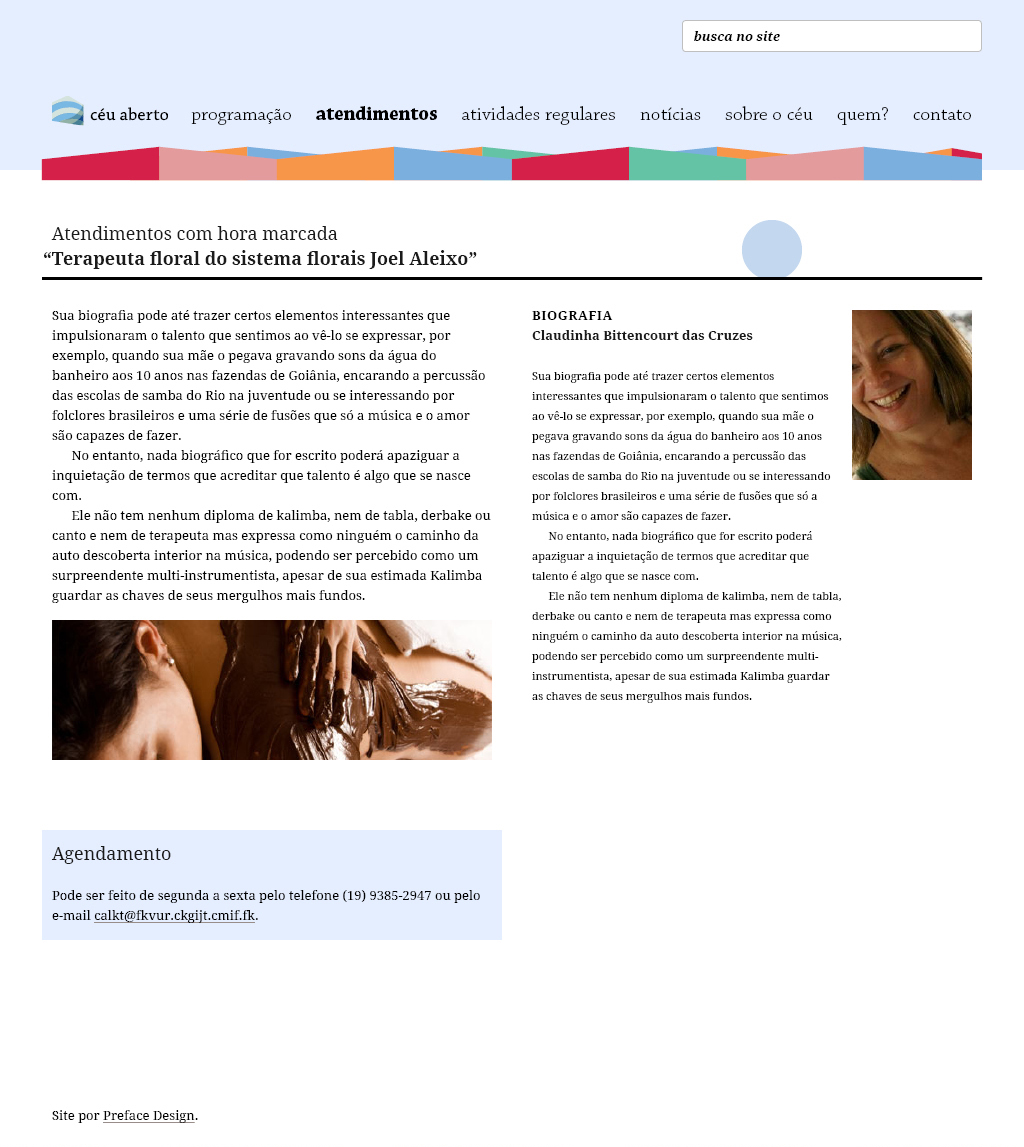 busca no site
céu aberto programação atendimentos atividades regulares notícias sobre o céu quem? contato
Atendimentos com hora marcada
“Terapeuta floral do sistema florais Joel Aleixo”
Sua biografia pode até trazer certos elementos interessantes que
impulsionaram o talento que sentimos ao vê-lo se expressar, por
exemplo, quando sua mãe o pegava gravando sons da água do
banheiro aos 10 anos nas fazendas de Goiânia, encarando a percussão
das escolas de samba do Rio na juventude ou se interessando por
folclores brasileiros e uma série de fusões que só a música e o amor
são capazes de fazer.
No entanto, nada biográfico que for escrito poderá apaziguar a
inquietação de termos que acreditar que talento é algo que se nasce
com.
Ele não tem nenhum diploma de kalimba, nem de tabla, derbake ou
canto e nem de terapeuta mas expressa como ninguém o caminho da
auto descoberta interior na música, podendo ser percebido como um
surpreendente multi-instrumentista, apesar de sua estimada Kalimba
guardar as chaves de seus mergulhos mais fundos.
BIOGRAFIA
Claudinha Bittencourt das Cruzes
Sua biografia pode até trazer certos elementos
interessantes que impulsionaram o talento que sentimos
ao vê-lo se expressar, por exemplo, quando sua mãe o
pegava gravando sons da água do banheiro aos 10 anos
nas fazendas de Goiânia, encarando a percussão das
escolas de samba do Rio na juventude ou se interessando
por folclores brasileiros e uma série de fusões que só a
música e o amor são capazes de fazer.
No entanto, nada biográfico que for escrito poderá
apaziguar a inquietação de termos que acreditar que
talento é algo que se nasce com.
Ele não tem nenhum diploma de kalimba, nem de tabla,
derbake ou canto e nem de terapeuta mas expressa como
ninguém o caminho da auto descoberta interior na música,
podendo ser percebido como um surpreendente multi-
instrumentista, apesar de sua estimada Kalimba guardar
as chaves de seus mergulhos mais fundos.
Agendamento
Pode ser feito de segunda a sexta pelo telefone (19) 9385-2947 ou pelo
e-mail calkt@fkvur.ckgijt.cmif.fk.
Site por Preface Design.